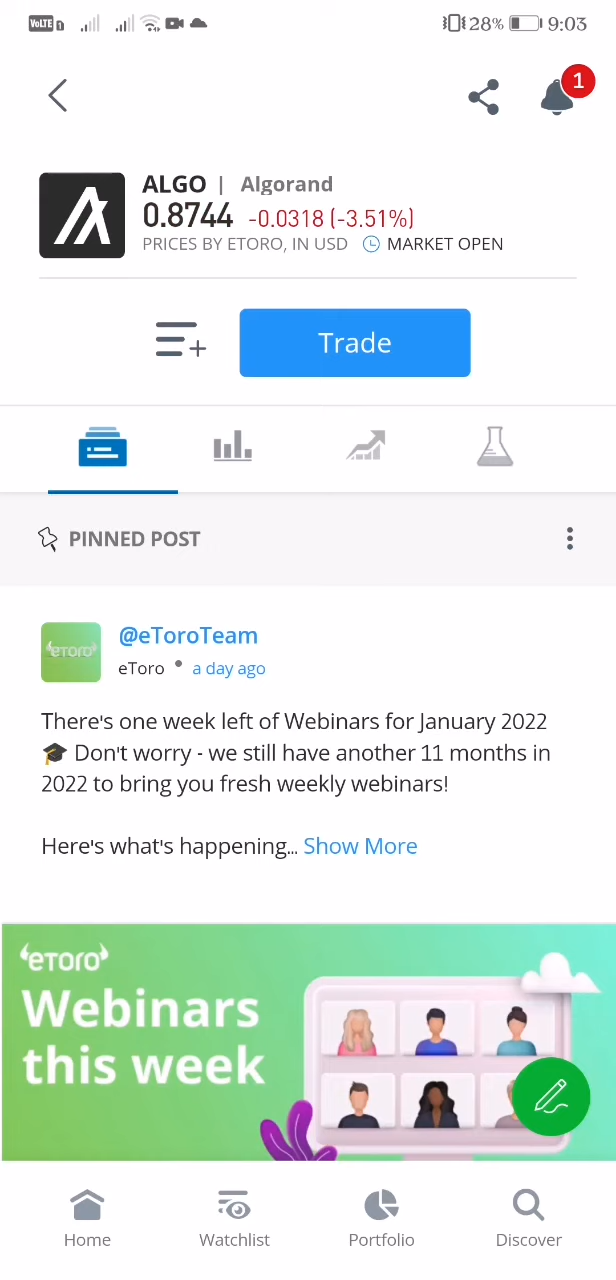 VoLTE 1 28% 9:03
1
ALGO | Algorand
0.8744 -0.0318 (-3.51%)
PRICES BY ETORO, IN USD MARKET OPEN
Trade
PINNED POST
@eToroTeam
eToro
eToro • a day ago
There's one week left of Webinars for January 2022
🎓 Don't worry - we still have another 11 months in
2022 to bring you fresh weekly webinars!
Here's what's happening... Show More
eToro
Webinars
this week
Home Watchlist Portfolio Discover